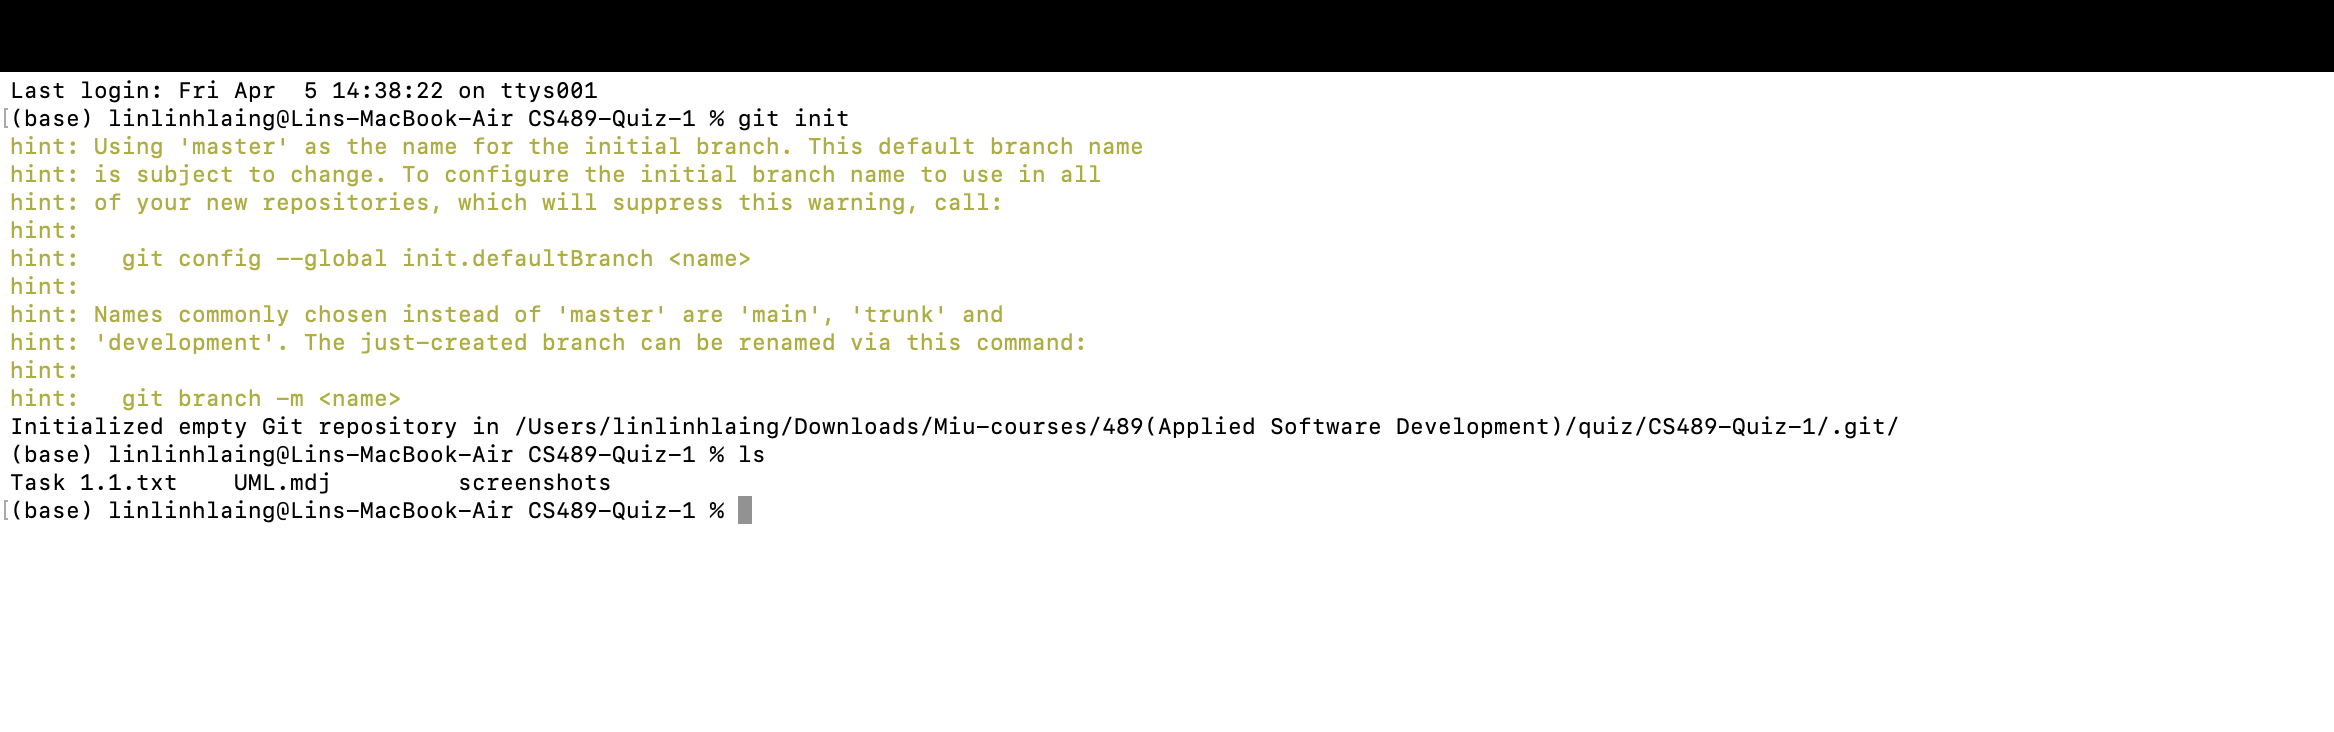 Last login: Fri Apr  5 14:38:22 on ttys001
[(base) linlinhlaing@Lins-MacBook-Air CS489-Quiz-1 % git init
hint: Using 'master' as the name for the initial branch. This default branch name
hint: is subject to change. To configure the initial branch name to use in all
hint: of your new repositories, which will suppress this warning, call:
hint:
hint:   git config --global init.defaultBranch <name>
hint:
hint: Names commonly chosen instead of 'master' are 'main', 'trunk' and
hint: 'development'. The just-created branch can be renamed via this command:
hint:
hint:   git branch -m <name>
Initialized empty Git repository in /Users/linlinhlaing/Downloads/Miu-courses/489(Applied Software Development)/quiz/CS489-Quiz-1/.git/
(base) linlinhlaing@Lins-MacBook-Air CS489-Quiz-1 % ls
Task 1.1.txt    UML.mdj         screenshots
[(base) linlinhlaing@Lins-MacBook-Air CS489-Quiz-1 %